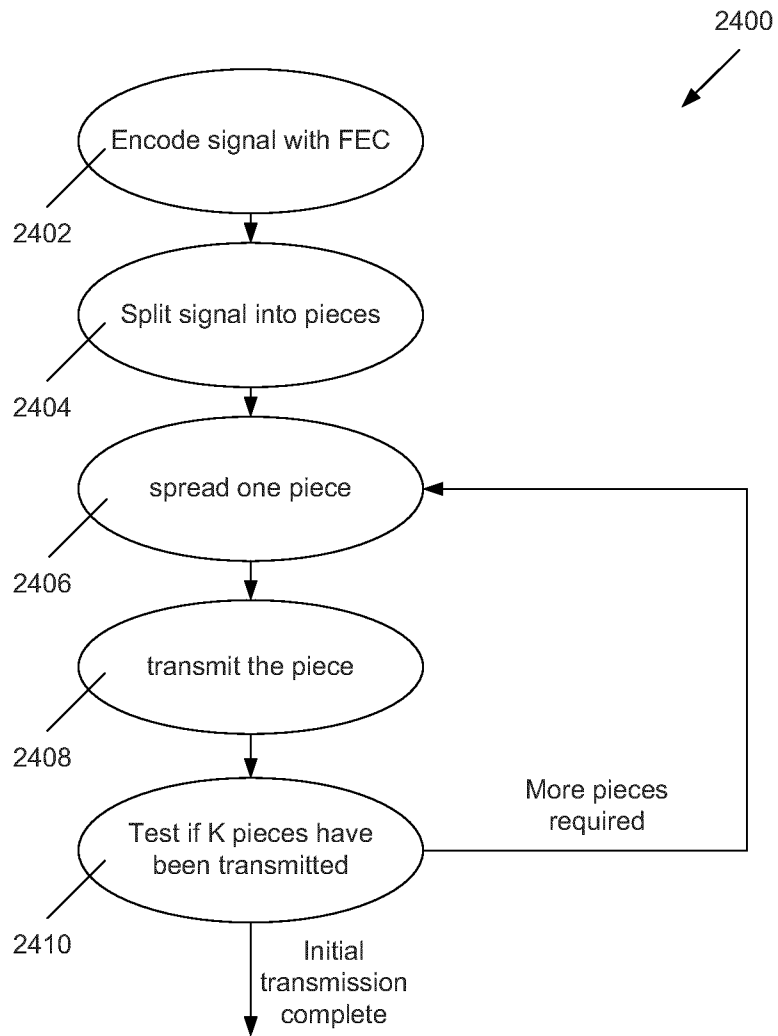 2400
Encode signal with FEC
2402
Split signal into pieces
2404
spread one piece
2406
transmit the piece
2408
More pieces
required
Test if K pieces have
been transmitted
2410
Initial
transmission
complete